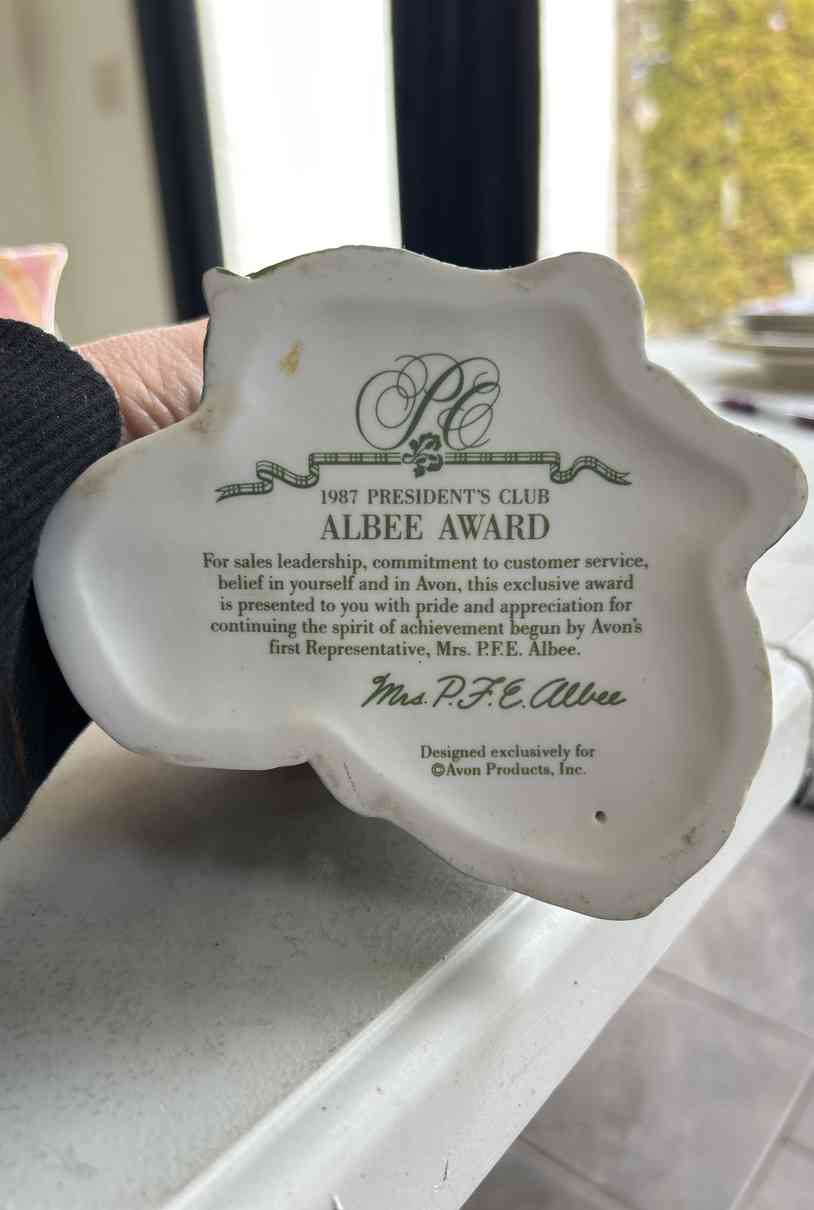 PC
1987 PRESIDENT'S CLUB
ALBEE AWARD
For sales leadership, commitment to customer service,
belief in yourself and in Avon, this exclusive award
is presented to you with pride and appreciation for
continuing the spirit of achievement begun by Avon's
first Representative, Mrs. P.F.E. Albee.
Mrs. P.F.E. Albee
Designed exclusively for
©Avon Products, Inc.